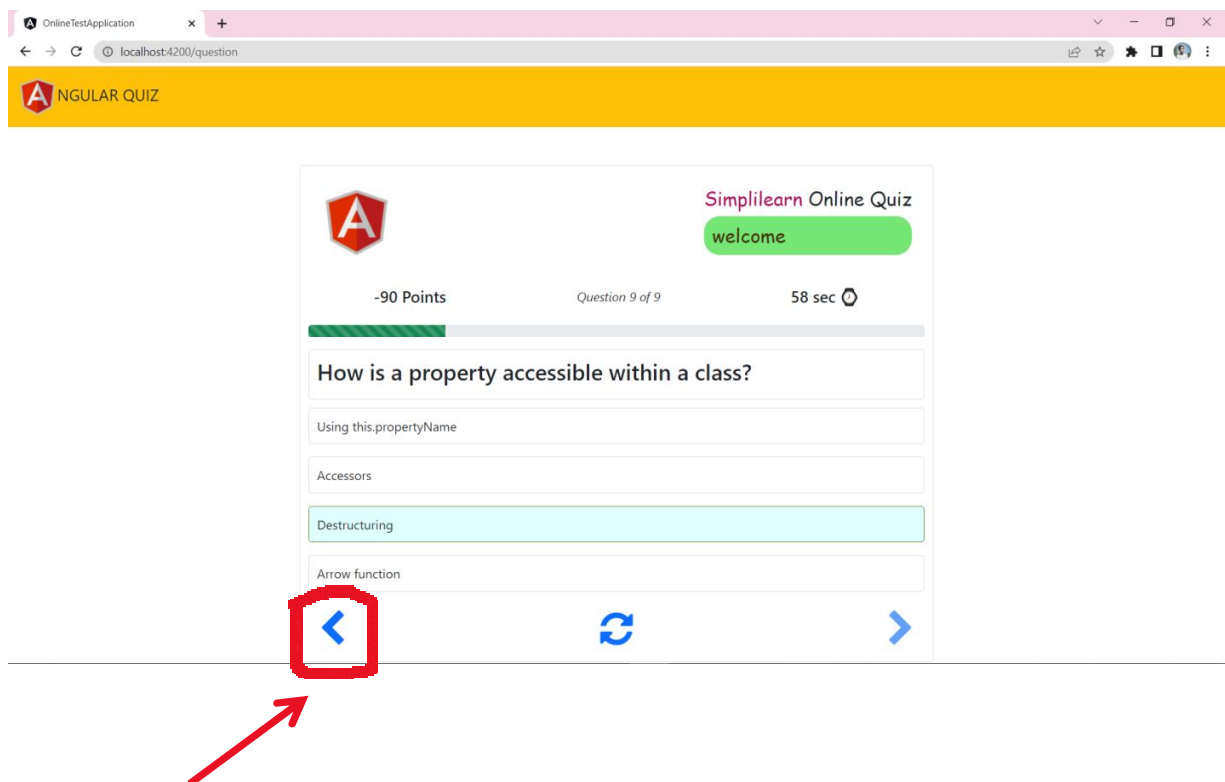 OnlineTestApplication
localhost:4200/question
A NGULAR QUIZ
A
Simplilearn Online Quiz
welcome
-90 Points Question 9 of 9 58 sec
How is a property accessible within a class?
Using this.propertyName
Accessors
Destructuring
Arrow function